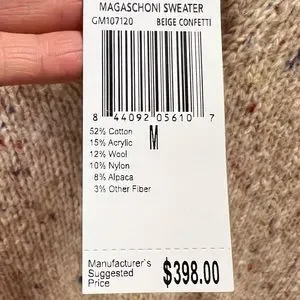 MAGASCHONI SWEATER
GM107120 BEIGE CONFETTI
8 44092 05610 7
52% Cotton
15% Acrylic
12% Wool
10% Nylon
8% Alpaca
3% Other Fiber
M
Manufacturer's
Suggested
Price
$398.00